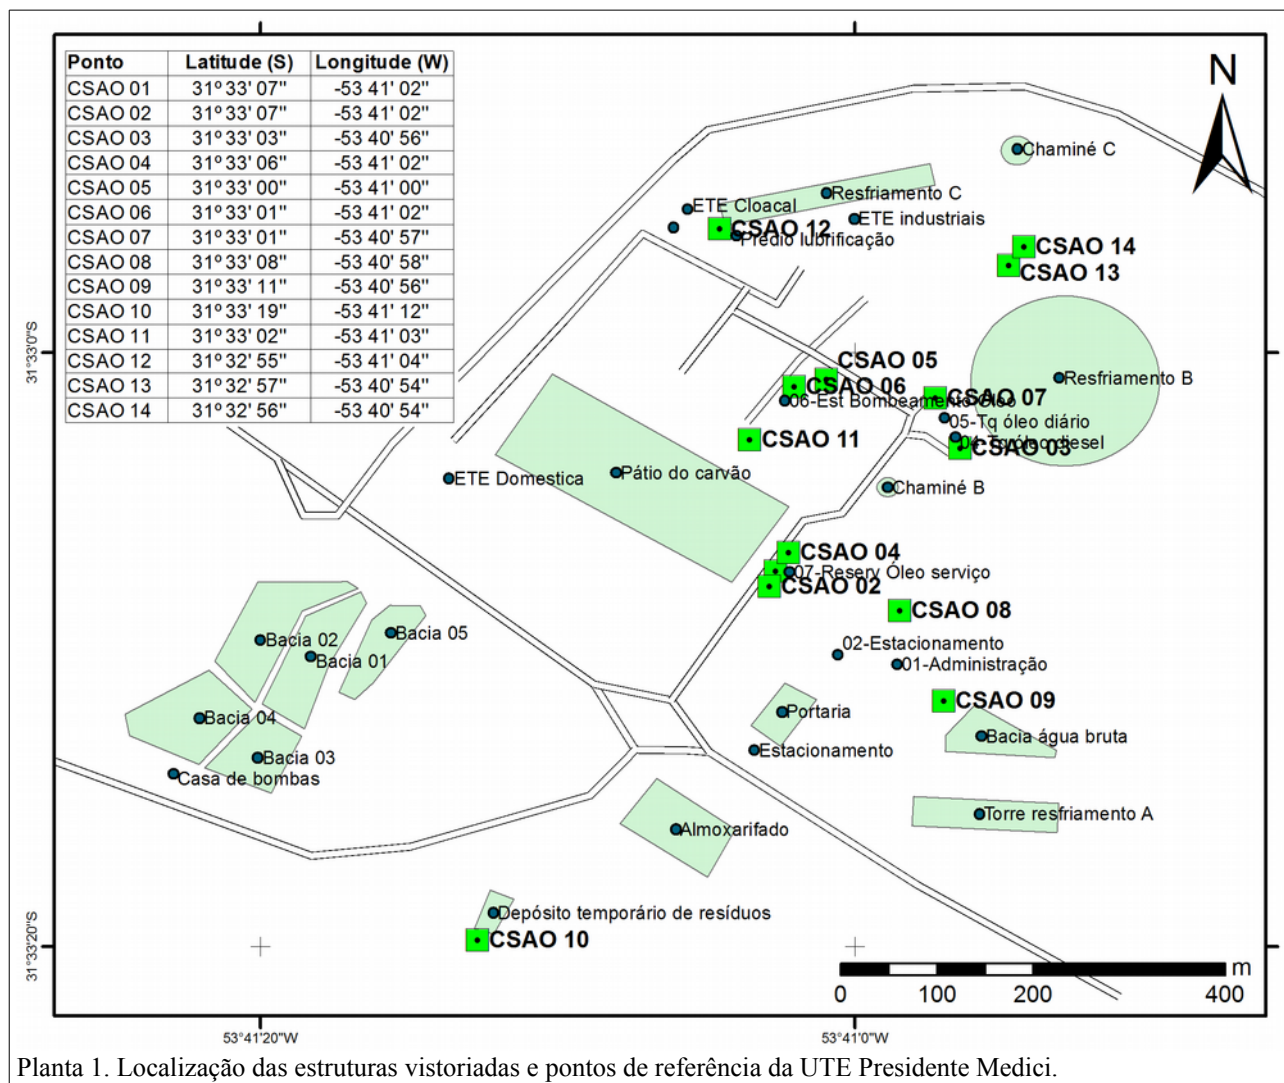 Ponto Latitude (S) Longitude (W)
CSAO 01 31º 33' 07" -53 41' 02"
CSAO 02 31º 33' 07" -53 41' 02"
CSAO 03 31º 33' 03" -53 40' 56"
CSAO 04 31º 33' 06" -53 41' 02"
CSAO 05 31º 33' 00" -53 41' 00"
CSAO 06 31º 33' 01" -53 41' 02"
CSAO 07 31º 33' 01" -53 40' 57"
CSAO 08 31º 33' 08" -53 40' 58"
CSAO 09 31º 33' 11" -53 40' 56"
CSAO 10 31º 33' 19" -53 41' 12"
CSAO 11 31º 33' 02" -53 41' 03"
CSAO 12 31º 32' 55" -53 41' 04"
CSAO 13 31º 32' 57" -53 40' 54"
CSAO 14 31º 32' 56" -53 40' 54"
N
Chaminé C
Resfriamento C
ETE Cloacal
ETE industriais
CSAO 12
Prédio lubrificação
CSAO 14
CSAO 13
31°33'0"S
CSAO 05
CSAO 06
Resfriamento B
06-Est Bombeamento Óleo
CSAO 07
05-Tq óleo diário
CSAO 11
04-Tq óleo diesel
CSAO 03
Pátio do carvão
ETE Domestica
Chaminé B
CSAO 04
07-Reserv Óleo serviço
CSAO 02
CSAO 08
Bacia 05
Bacia 02
Bacia 01
02-Estacionamento
01-Administração
CSAO 09
Bacia 04
Portaria
Bacia água bruta
Estacionamento
Bacia 03
Casa de bombas
Torre resfriamento A
Almoxarifado
Depósito temporário de resíduos
CSAO 10
31°33'20"S
m
0 100 200 400
53°41'20"W
53°41'0"W
Planta 1. Localização das estruturas vistoriadas e pontos de referência da UTE Presidente Medici.